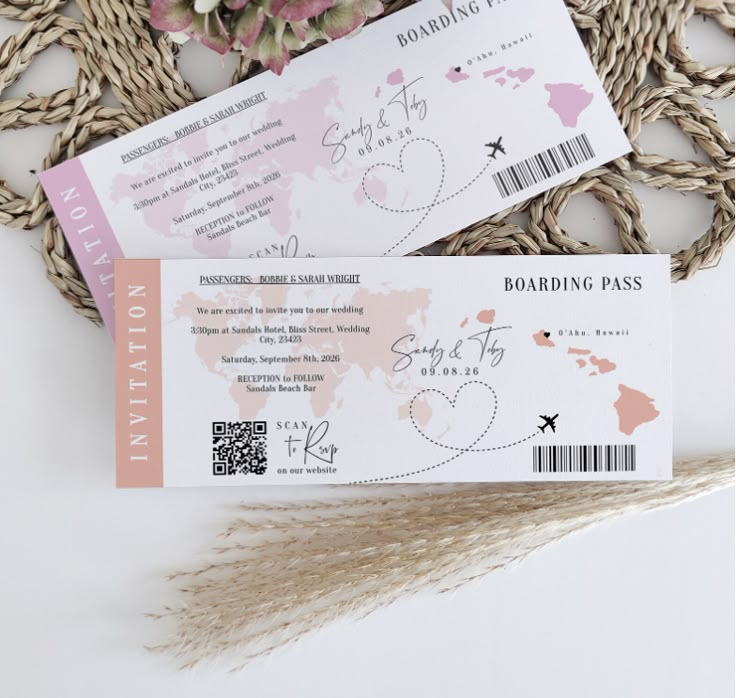 BOARDING
O'Ahu, Hawaii
PASSENGERS: BOBBIE & SARAH WRIGHT
We are excited to invite you to our wedding
3:30pm at Sandals Hotel, Bliss Street, Wedding
City, 23423
Saturday, September 8th, 2026
RECEPTION to FOLLOW
Sandals Beach Bar
Sandy & Toby
09.08.26
SCAN
INVITATION
PASSENGERS: BOBBIE & SARAH WRIGHT
BOARDING PASS
We are excited to invite you to our wedding
3:30pm at Sandals Hotel, Bliss Street, Wedding
City, 23423
Saturday, September 8th, 2026
RECEPTION to FOLLOW
Sandals Beach Bar
Sandy & Toby
09.08.26
O'Ahu, Hawaii
SCAN
to Rsvp
on our website